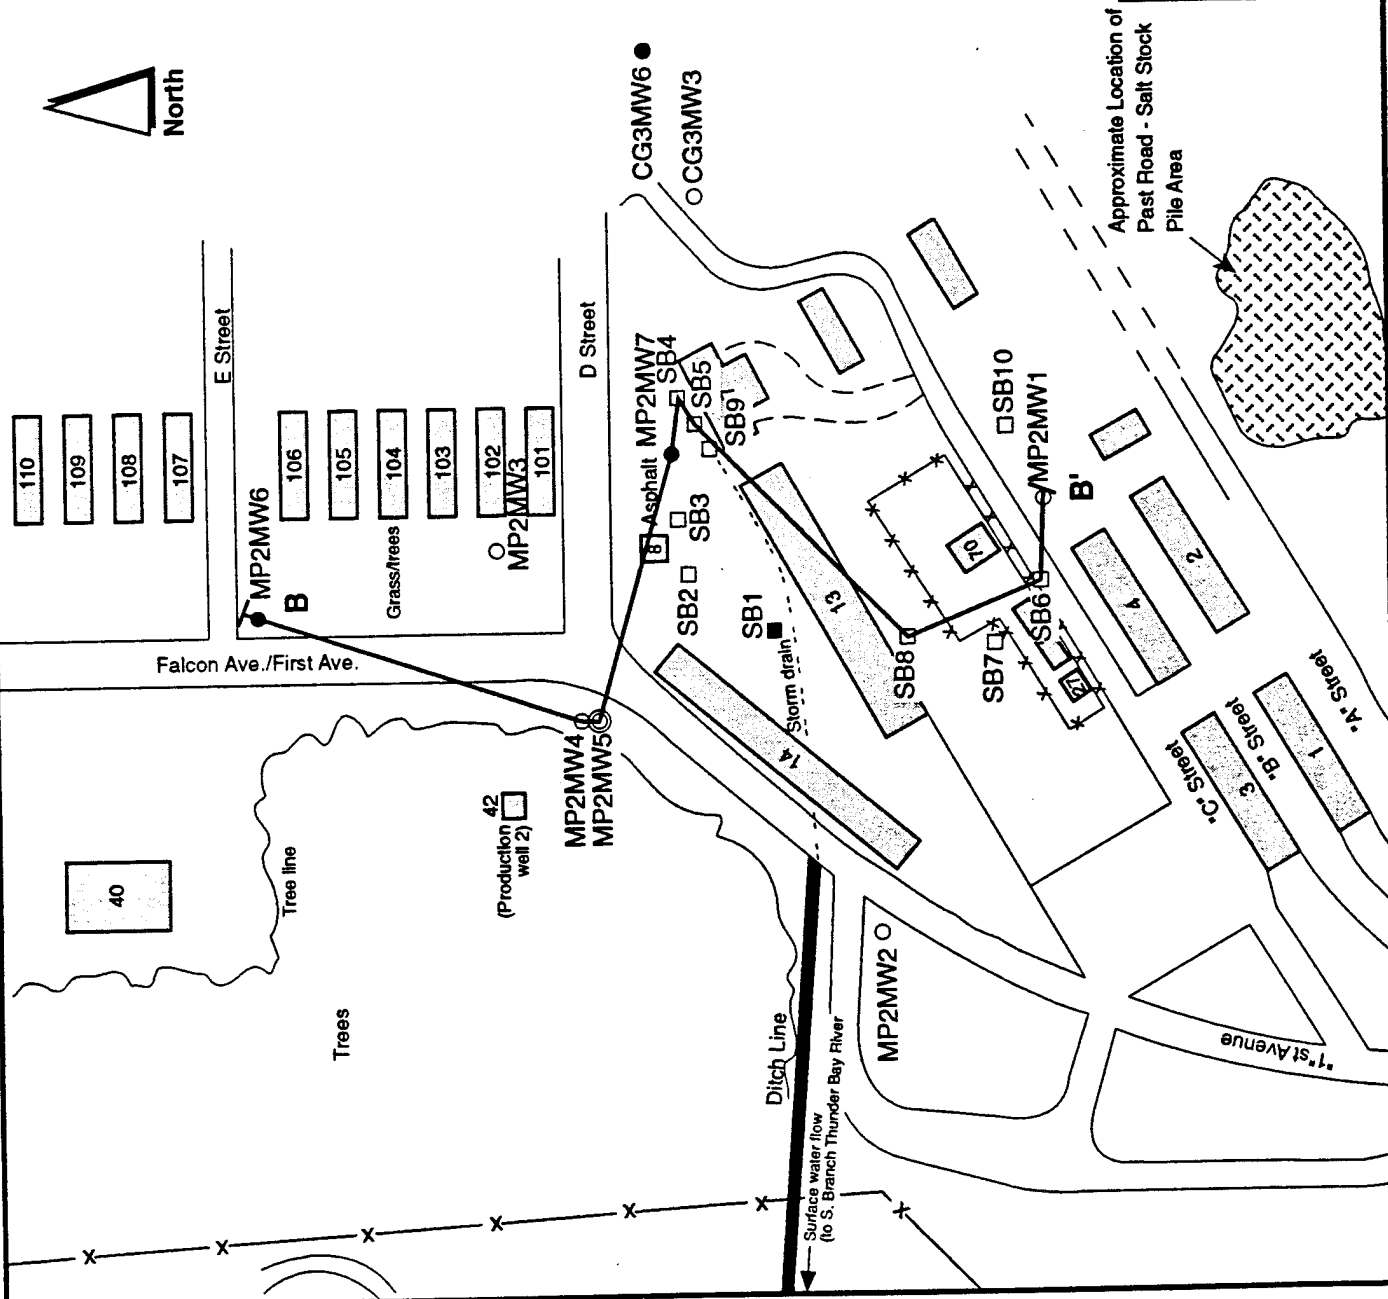 North
CG3MW6
CG3MW3
Approximate Location of
Past Road - Salt Stock
Pile Area
E Street
D Street
110
109
108
107
106
105
104
103
102
101
MP2MW6
B
Grass/trees
MP2MW3
Falcon Ave./First Ave.
Asphalt
MP2MW7
SB4
SB5
SB9
SB3
8
SB2
SB1
SB10
MP2MW1
B'
70
13
SB8
SB7
SB6
27
Storm drain
14
4
2
3
1
"C" Street
"B" Street
"A" Street
MP2MW4
MP2MW5
42
(Production
well 2)
40
Tree line
Trees
Ditch Line
MP2MW2
Surface water flow
(to S. Branch Thunder Bay River
"1"st Avenue